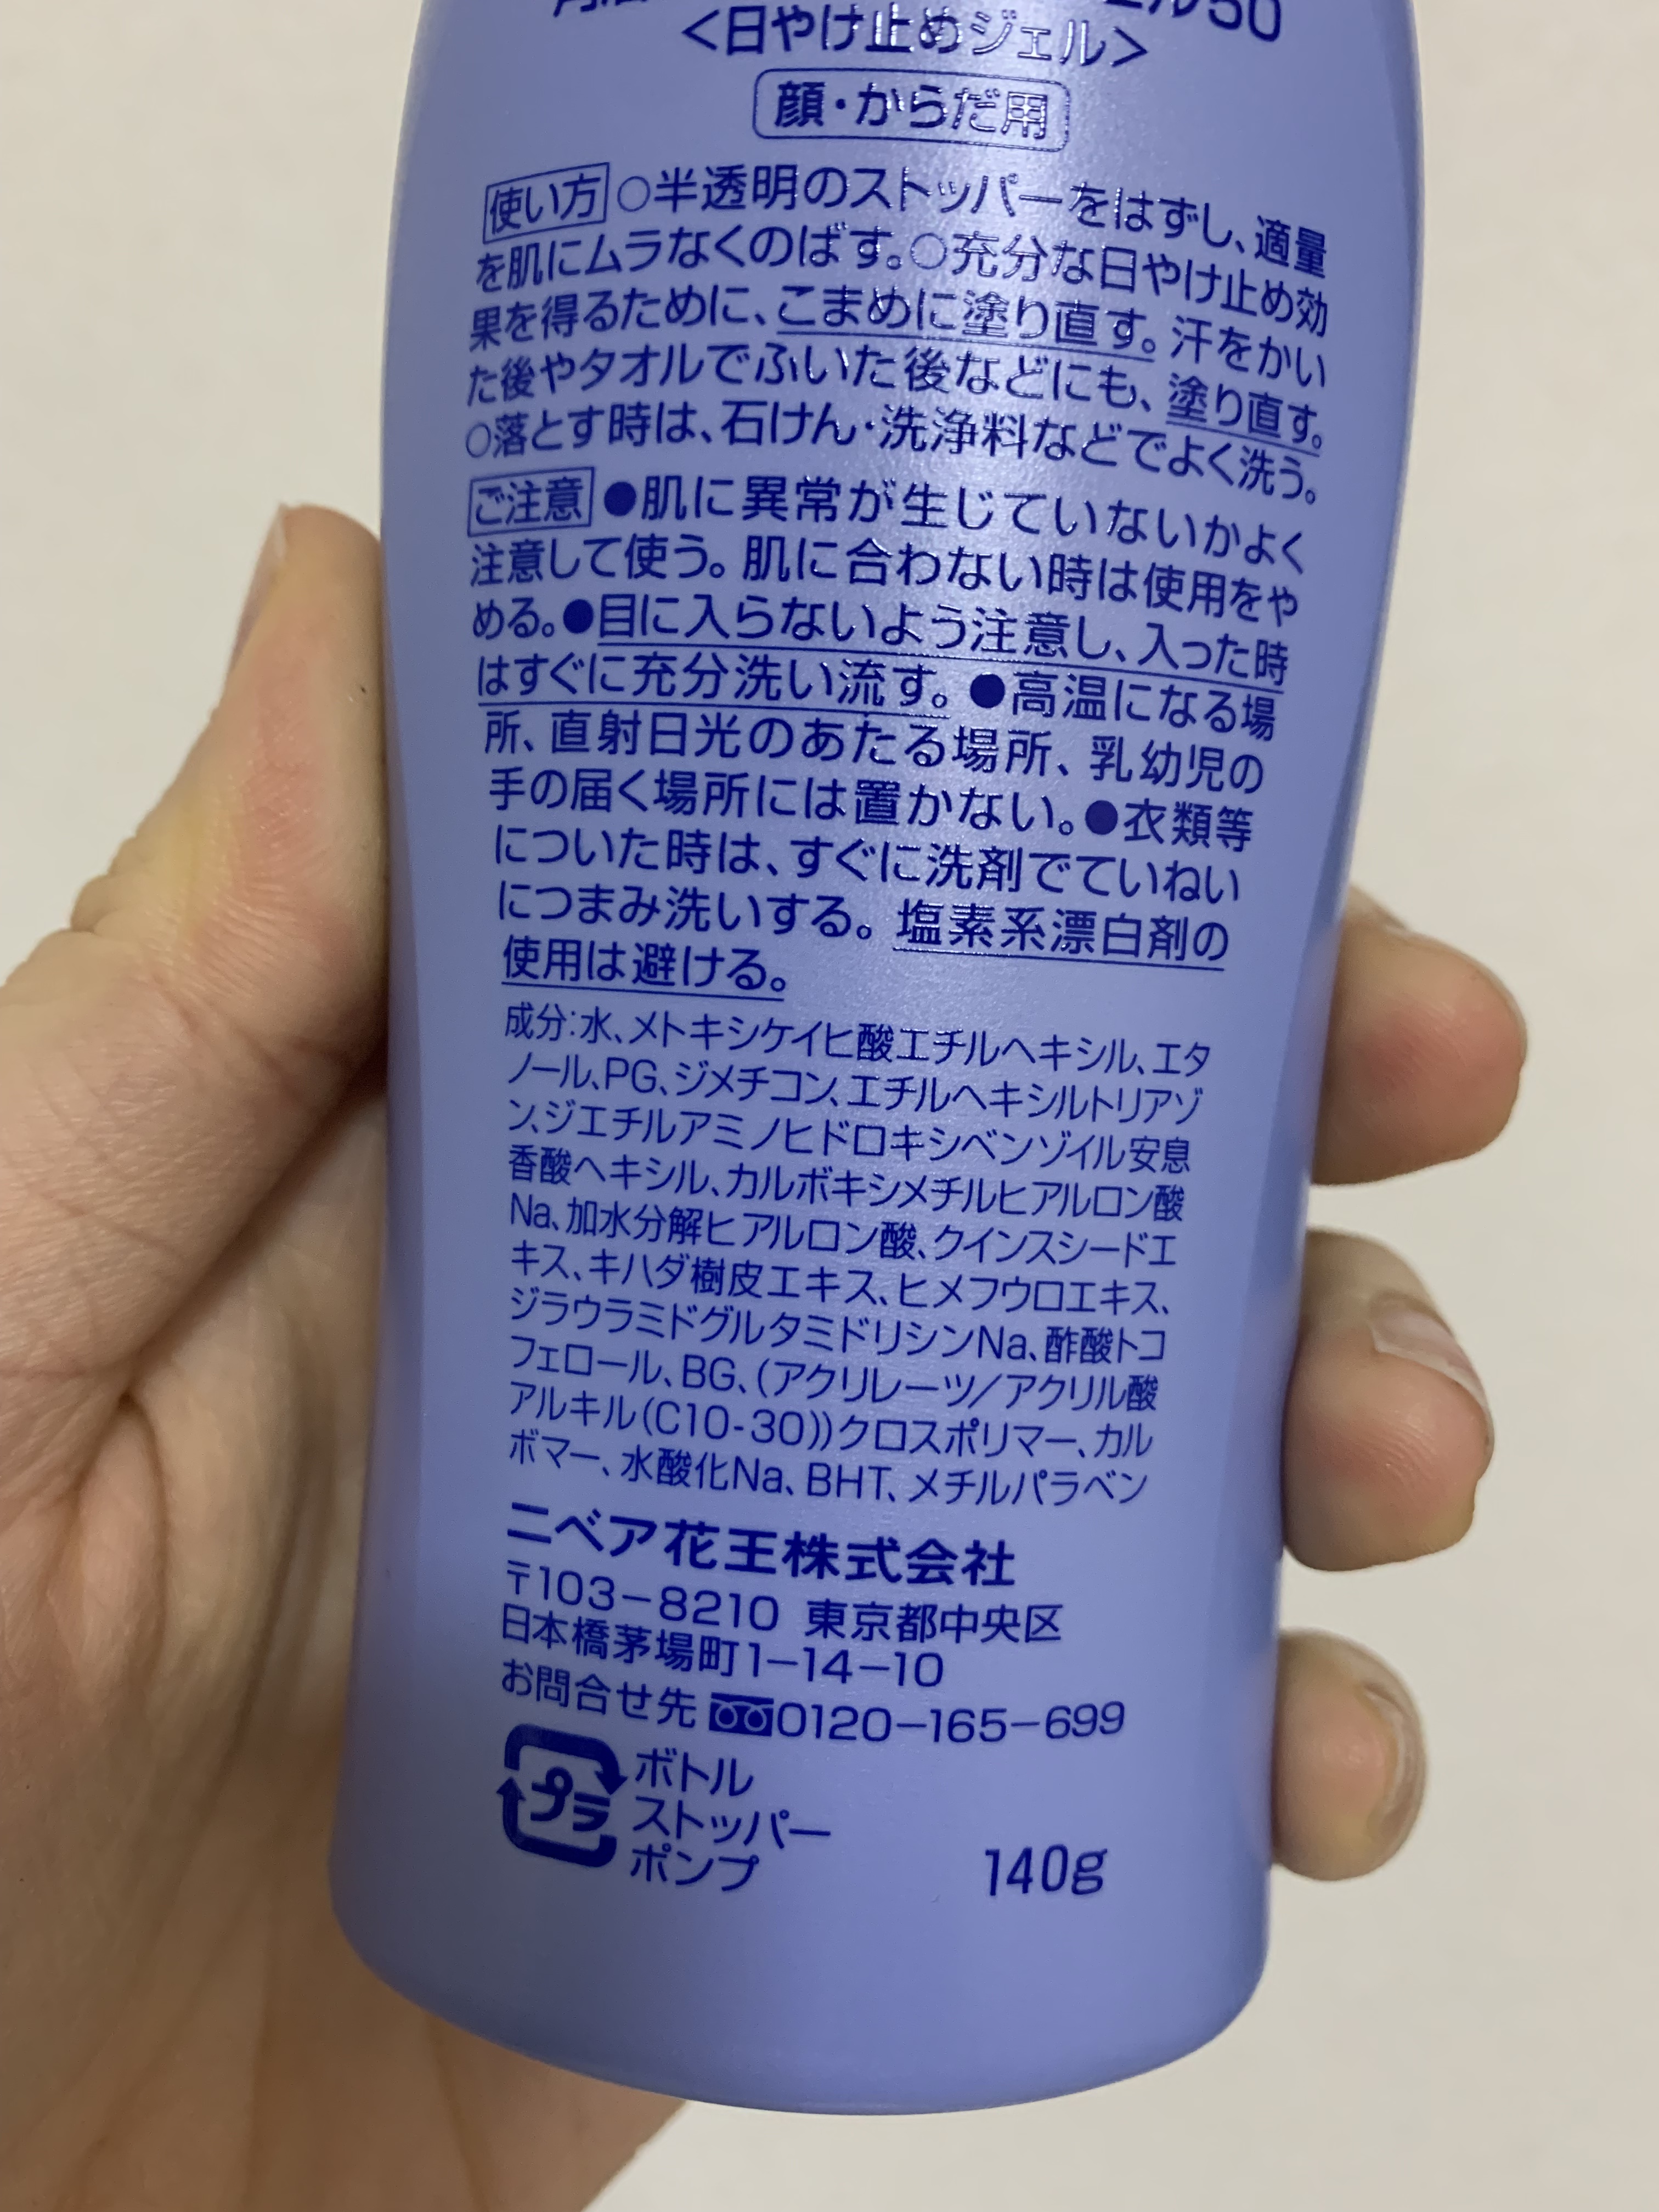 ル50
<日やけ止めジェル>
顔・からだ用
使い方 ○半透明のストッパーをはずし、適量
を肌にムラなくのばす。○充分な日やけ止め効
果を得るために、こまめに塗り直す。汗をかい
た後やタオルでふいた後などにも、塗り直す。
○落とす時は、石けん・洗浄料などでよく洗う。
ご注意 ●肌に異常が生じていないかよく
注意して使う。肌に合わない時は使用をや
める。●目に入らないよう注意し、入った時
はすぐに充分洗い流す。●高温になる場
所、直射日光のあたる場所、乳幼児の
手の届く場所には置かない。●衣類等
についた時は、すぐに洗剤でていねい
につまみ洗いする。塩素系漂白剤の
使用は避ける。
成分:水、メトキシケイヒ酸エチルヘキシル、エタ
ノール、PG、ジメチコン、エチルヘキシルトリアゾ
ン、ジエチルアミノヒドロキシベンゾイル安息
香酸ヘキシル、カルボキシメチルヒアルロン酸
Na、加水分解ヒアルロン酸、クインスシードエ
キス、キハダ樹皮エキス、ヒメフウロエキス、
ジラウラミドグルタミドリシンNa、酢酸トコ
フェロール、BG、(アクリレーツ/アクリル酸
アルキル(C10-30))クロスポリマー、カル
ボマー、水酸化Na、BHT、メチルパラベン
ニベア花王株式会社
〒103-8210 東京都中央区
日本橋茅場町1-14-10
お問合せ先 0120-165-699
プラ ボトル
ストッパー
ポンプ
140g